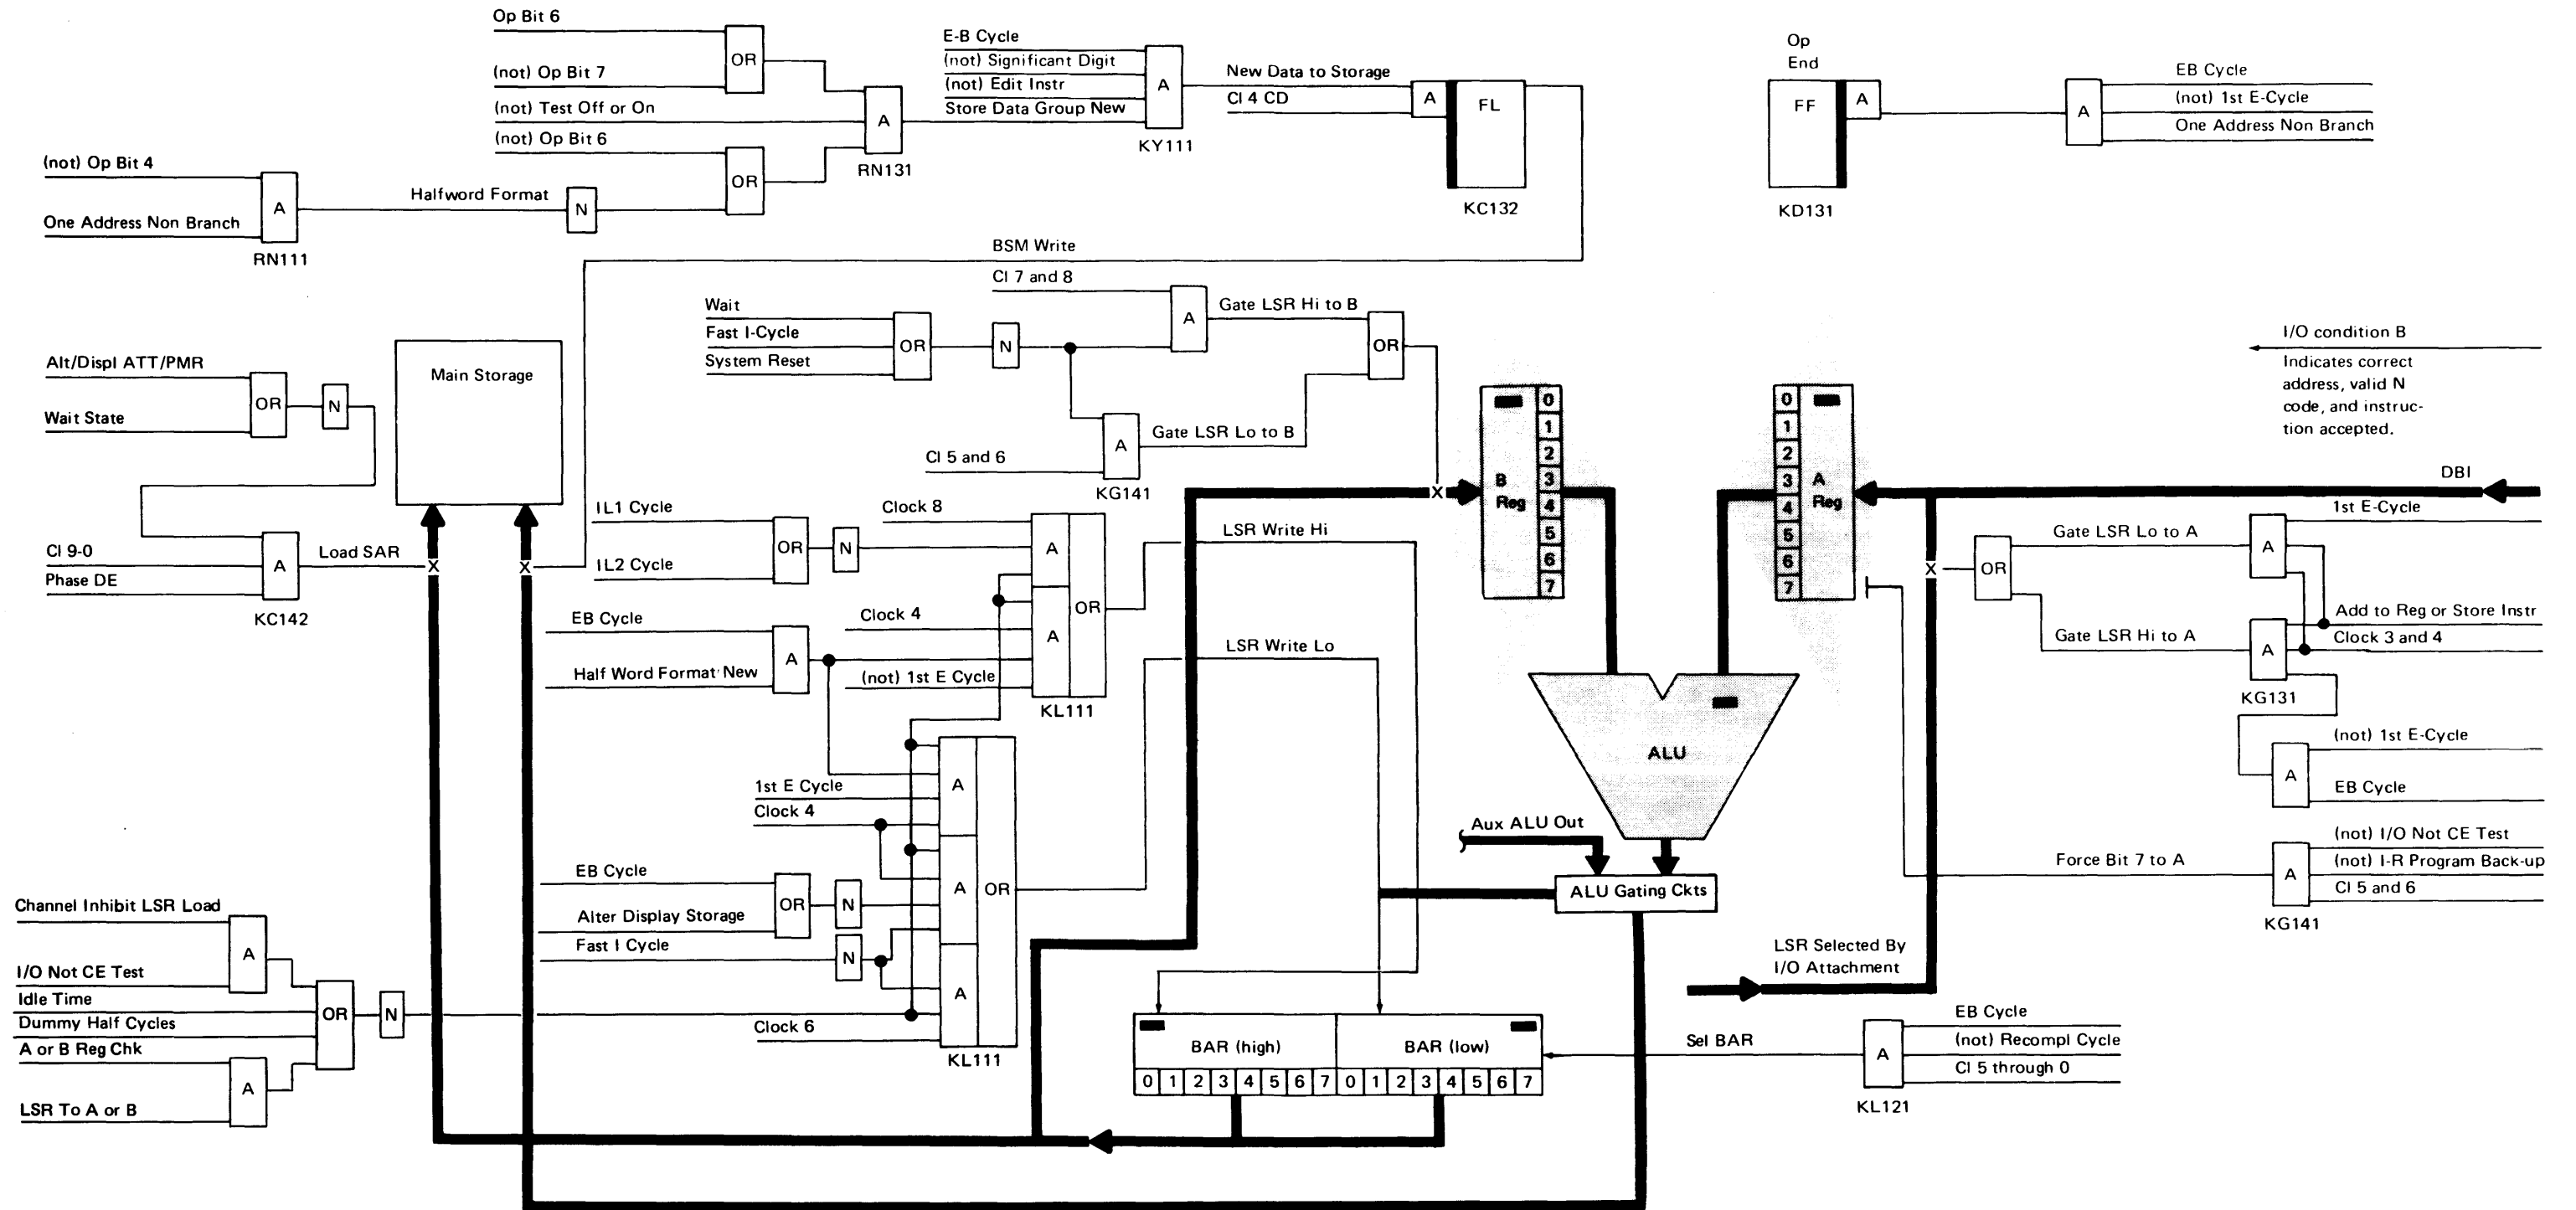 Op Bit 6
OR
(not) Op Bit 7
(not) Test Off or On
A
(not) Op Bit 6
RN131
OR
(not) Op Bit 4
One Address Non Branch
A
RN111
Halfword Format
N
E-B Cycle
(not) Significant Digit
(not) Edit Instr
Store Data Group New
A
KY111
New Data to Storage
Cl 4 CD
A
FL
KC132
Op
End
FF
A
KD131
A
EB Cycle
(not) 1st E-Cycle
One Address Non Branch
BSM Write
Cl 7 and 8
Wait
Fast I-Cycle
System Reset
OR
N
A
Gate LSR Hi to B
OR
A
Gate LSR Lo to B
Cl 5 and 6
KG141
Alt/Displ ATT/PMR
Wait State
OR
N
Main Storage
Cl 9-0
Phase DE
A
KC142
Load SAR
X
X
I/O condition B
Indicates correct
address, valid N
code, and instruc-
tion accepted.
X
B
Reg
0
1
2
3
4
5
6
7
0
1
2
3
4
5
6
7
A
Reg
DBI
1st E-Cycle
Gate LSR Lo to A
A
X
OR
Add to Reg or Store Instr
Clock 3 and 4
Gate LSR Hi to A
A
KG131
(not) 1st E-Cycle
A
EB Cycle
IL1 Cycle
IL2 Cycle
OR
N
Clock 8
A
OR
Clock 4
A
(not) 1st E Cycle
KL111
EB Cycle
Half Word Format New
A
LSR Write Hi
LSR Write Lo
1st E Cycle
Clock 4
A
A
OR
A
EB Cycle
Alter Display Storage
OR
N
Fast I Cycle
N
Clock 6
KL111
ALU
Aux ALU Out
ALU Gating Ckts
(not) I/O Not CE Test
(not) I-R Program Back-up
Cl 5 and 6
Force Bit 7 to A
A
KG141
LSR Selected By
I/O Attachment
Channel Inhibit LSR Load
I/O Not CE Test
A
Idle Time
Dummy Half Cycles
OR
N
A or B Reg Chk
LSR To A or B
A
BAR (high)
BAR (low)
0 1 2 3 4 5 6 7 0 1 2 3 4 5 6 7
Sel BAR
A
KL121
EB Cycle
(not) Recompl Cycle
Cl 5 through 0